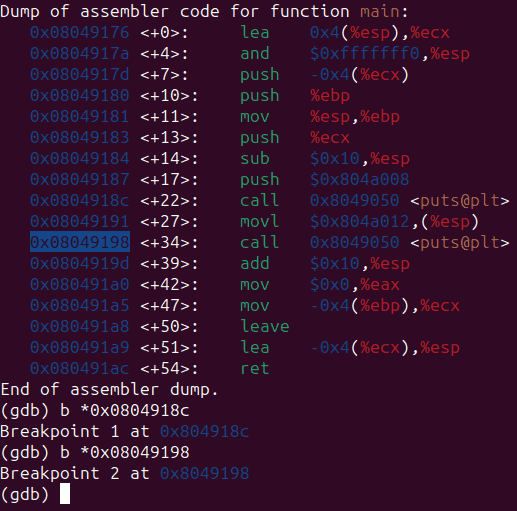 Dump of assembler code for function main:
   0x08049176 <+0>:     lea    0x4(%esp),%ecx
   0x0804917a <+4>:     and    $0xfffffff0,%esp
   0x0804917d <+7>:     push   -0x4(%ecx)
   0x08049180 <+10>:    push   %ebp
   0x08049181 <+11>:    mov    %esp,%ebp
   0x08049183 <+13>:    push   %ecx
   0x08049184 <+14>:    sub    $0x10,%esp
   0x08049187 <+17>:    push   $0x804a008
   0x0804918c <+22>:    call   0x8049050 <puts@plt>
   0x08049191 <+27>:    movl   $0x804a012,(%esp)
   0x08049198 <+34>:    call   0x8049050 <puts@plt>
   0x0804919d <+39>:    add    $0x10,%esp
   0x080491a0 <+42>:    mov    $0x0,%eax
   0x080491a5 <+47>:    mov    -0x4(%ebp),%ecx
   0x080491a8 <+50>:    leave
   0x080491a9 <+51>:    lea    -0x4(%ecx),%esp
   0x080491ac <+54>:    ret
End of assembler dump.
(gdb) b *0x0804918c
Breakpoint 1 at 0x804918c
(gdb) b *0x08049198
Breakpoint 2 at 0x8049198
(gdb)